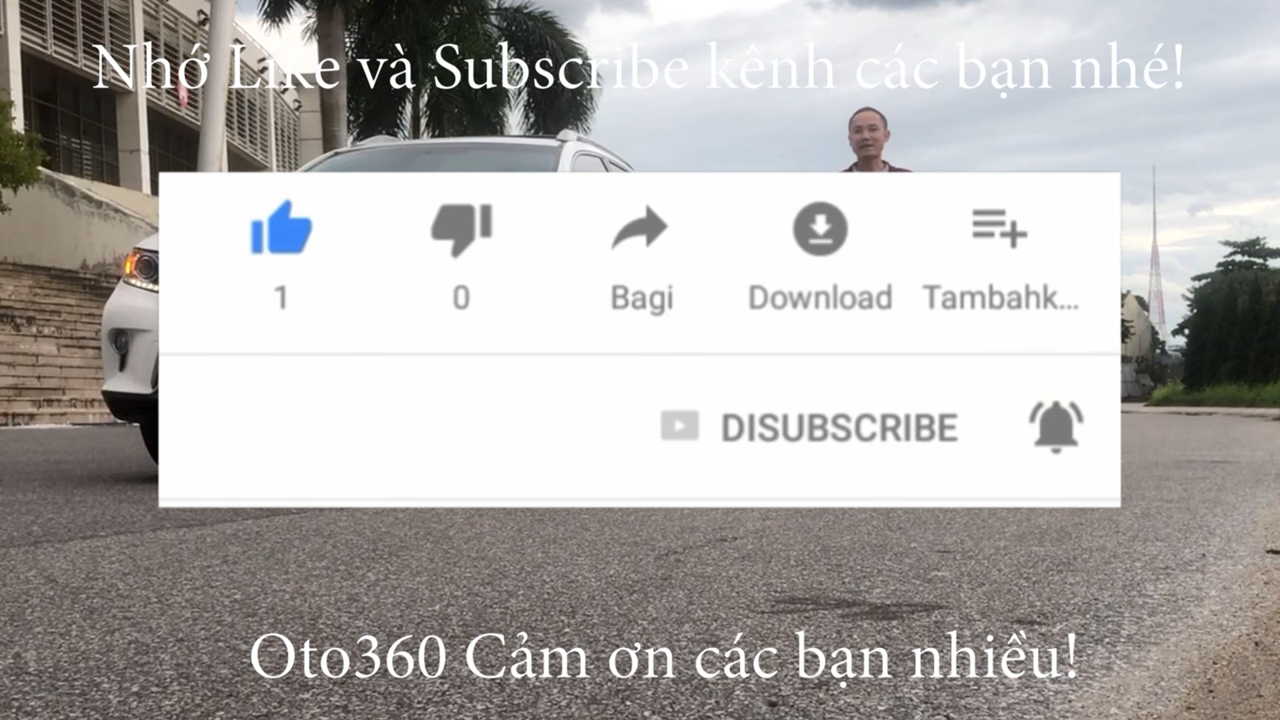 Nhớ Like và Subscribe kênh các bạn nhé!
1
0
Bagi
Download
Tambahk...
DISUBSCRIBE
Oto360 Cảm ơn các bạn nhiều!